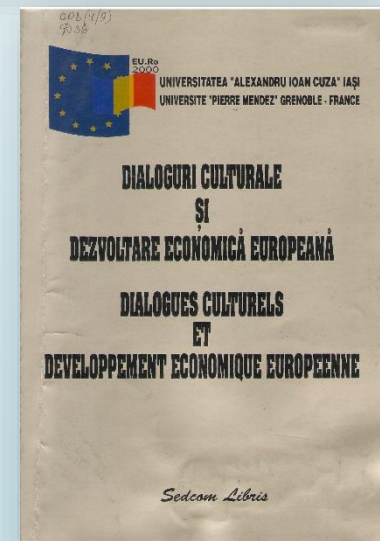 EU.Ro
2000
UNIVERSITATEA "ALEXANDRU IOAN CUZA" IAŞI
UNIVERSITE "PIERRE MENDEZ" GRENOBLE - FRANCE
DIALOGURI CULTURALE
ŞI
DEZVOLTARE ECONOMICĂ EUROPEANĂ
DIALOGUES CULTURELS
ET
DEVELOPPEMENT ECONOMIQUE EUROPEENNE
Sedcom Libris